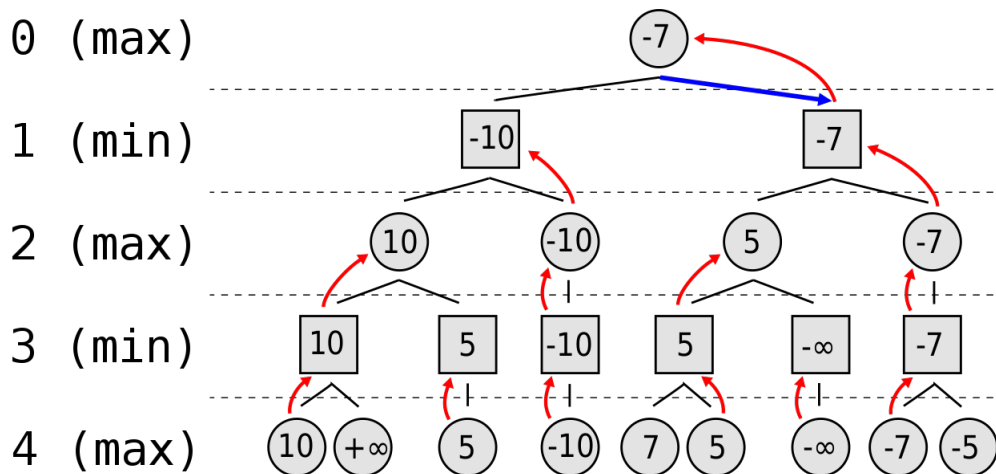 0 (max) -7
1 (min) -10 -7
2 (max) 10 -10 5 -7
3 (min) 10 5 -10 5 -∞ -7
4 (max) 10 +∞ 5 -10 7 5 -∞ -7 -5